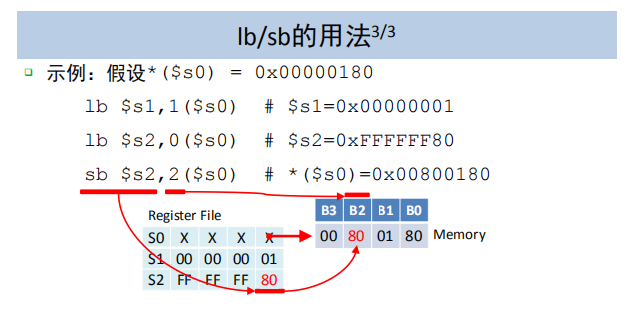 lb/sb的用法3/3
示例：假设*($s0) = 0x00000180
lb $s1,1($s0) # $s1=0x00000001
lb $s2,0($s0) # $s2=0xFFFFFF80
sb $s2,2($s0) # *($s0)=0x00800180
Register File
S0 X X X X
S1 00 00 00 01
S2 FF FF FF 80
B3 B2 B1 B0
00 80 01 80 Memory